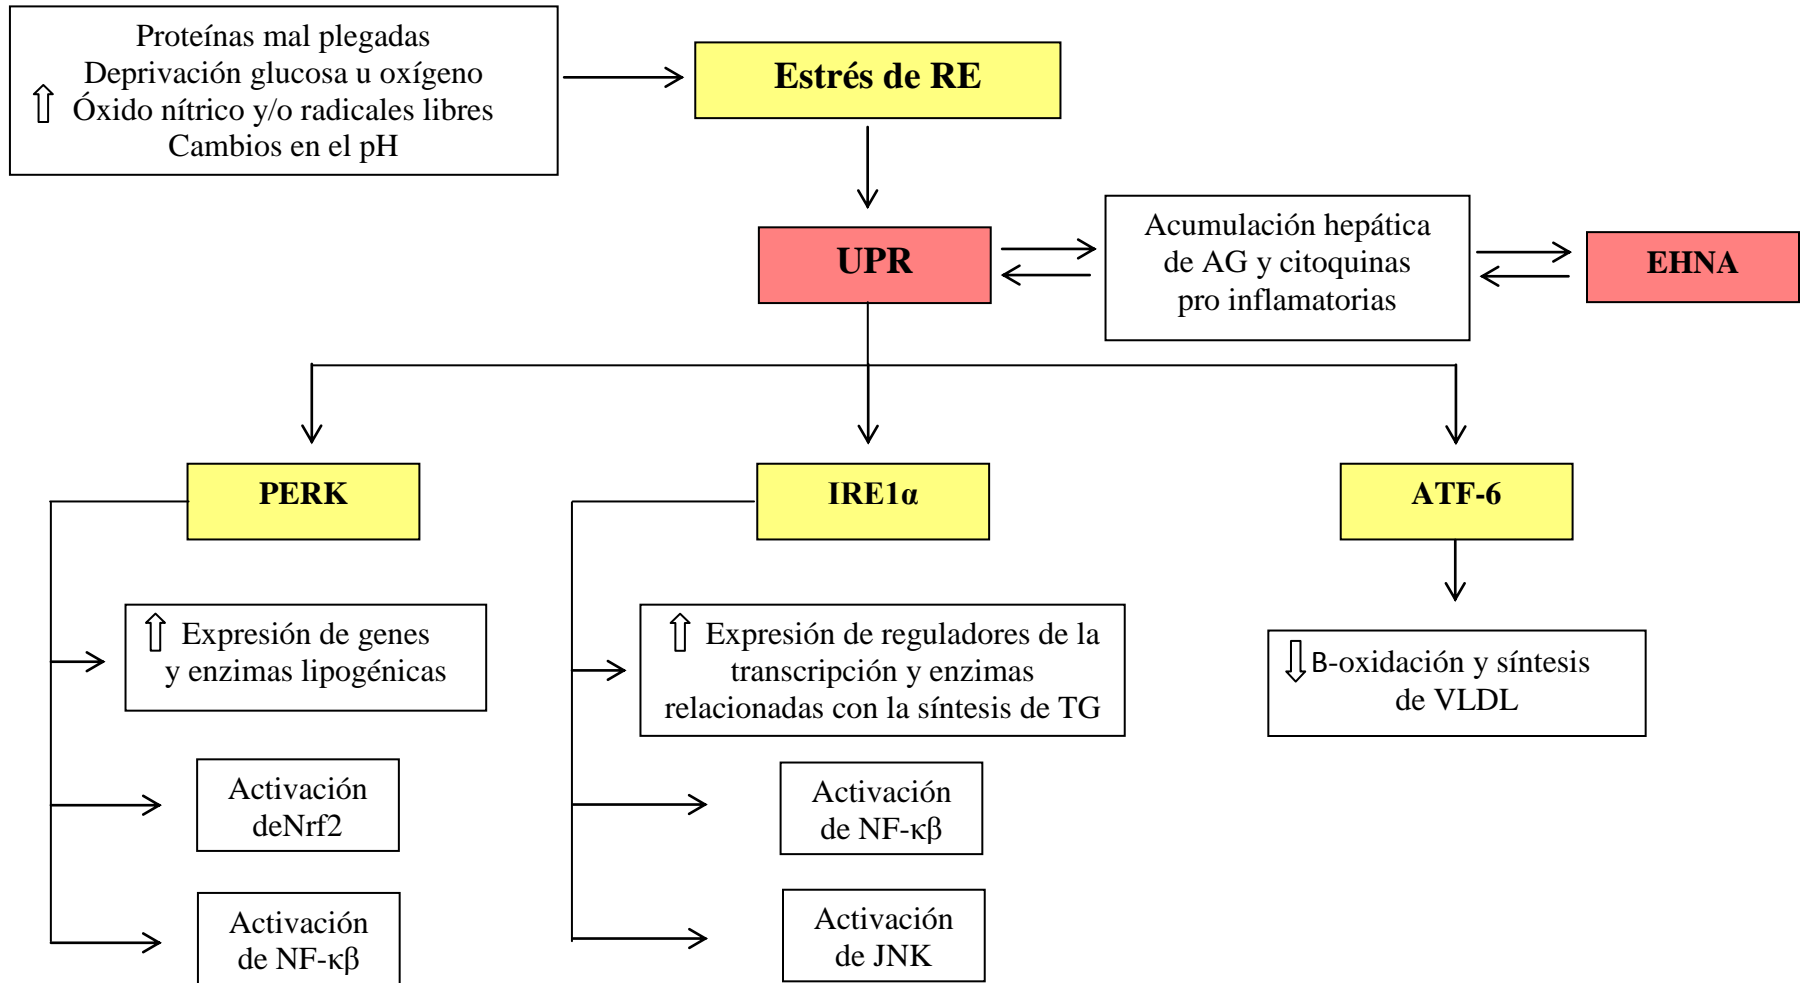 Proteínas mal plegadas
Deprivación glucosa u oxígeno
⇧ Óxido nítrico y/o radicales libres
Cambios en el pH
Estrés de RE
UPR
Acumulación hepática
de AG y citoquinas
pro inflamatorias
EHNA
PERK
IRE1α
ATF-6
⇧ Expresión de genes
y enzimas lipogénicas
⇧ Expresión de reguladores de la
transcripción y enzimas
relacionadas con la síntesis de TG
⇩ B-oxidación y síntesis
de VLDL
Activación
deNrf2
Activación
de NF-κβ
Activación
de NF-κβ
Activación
de JNK